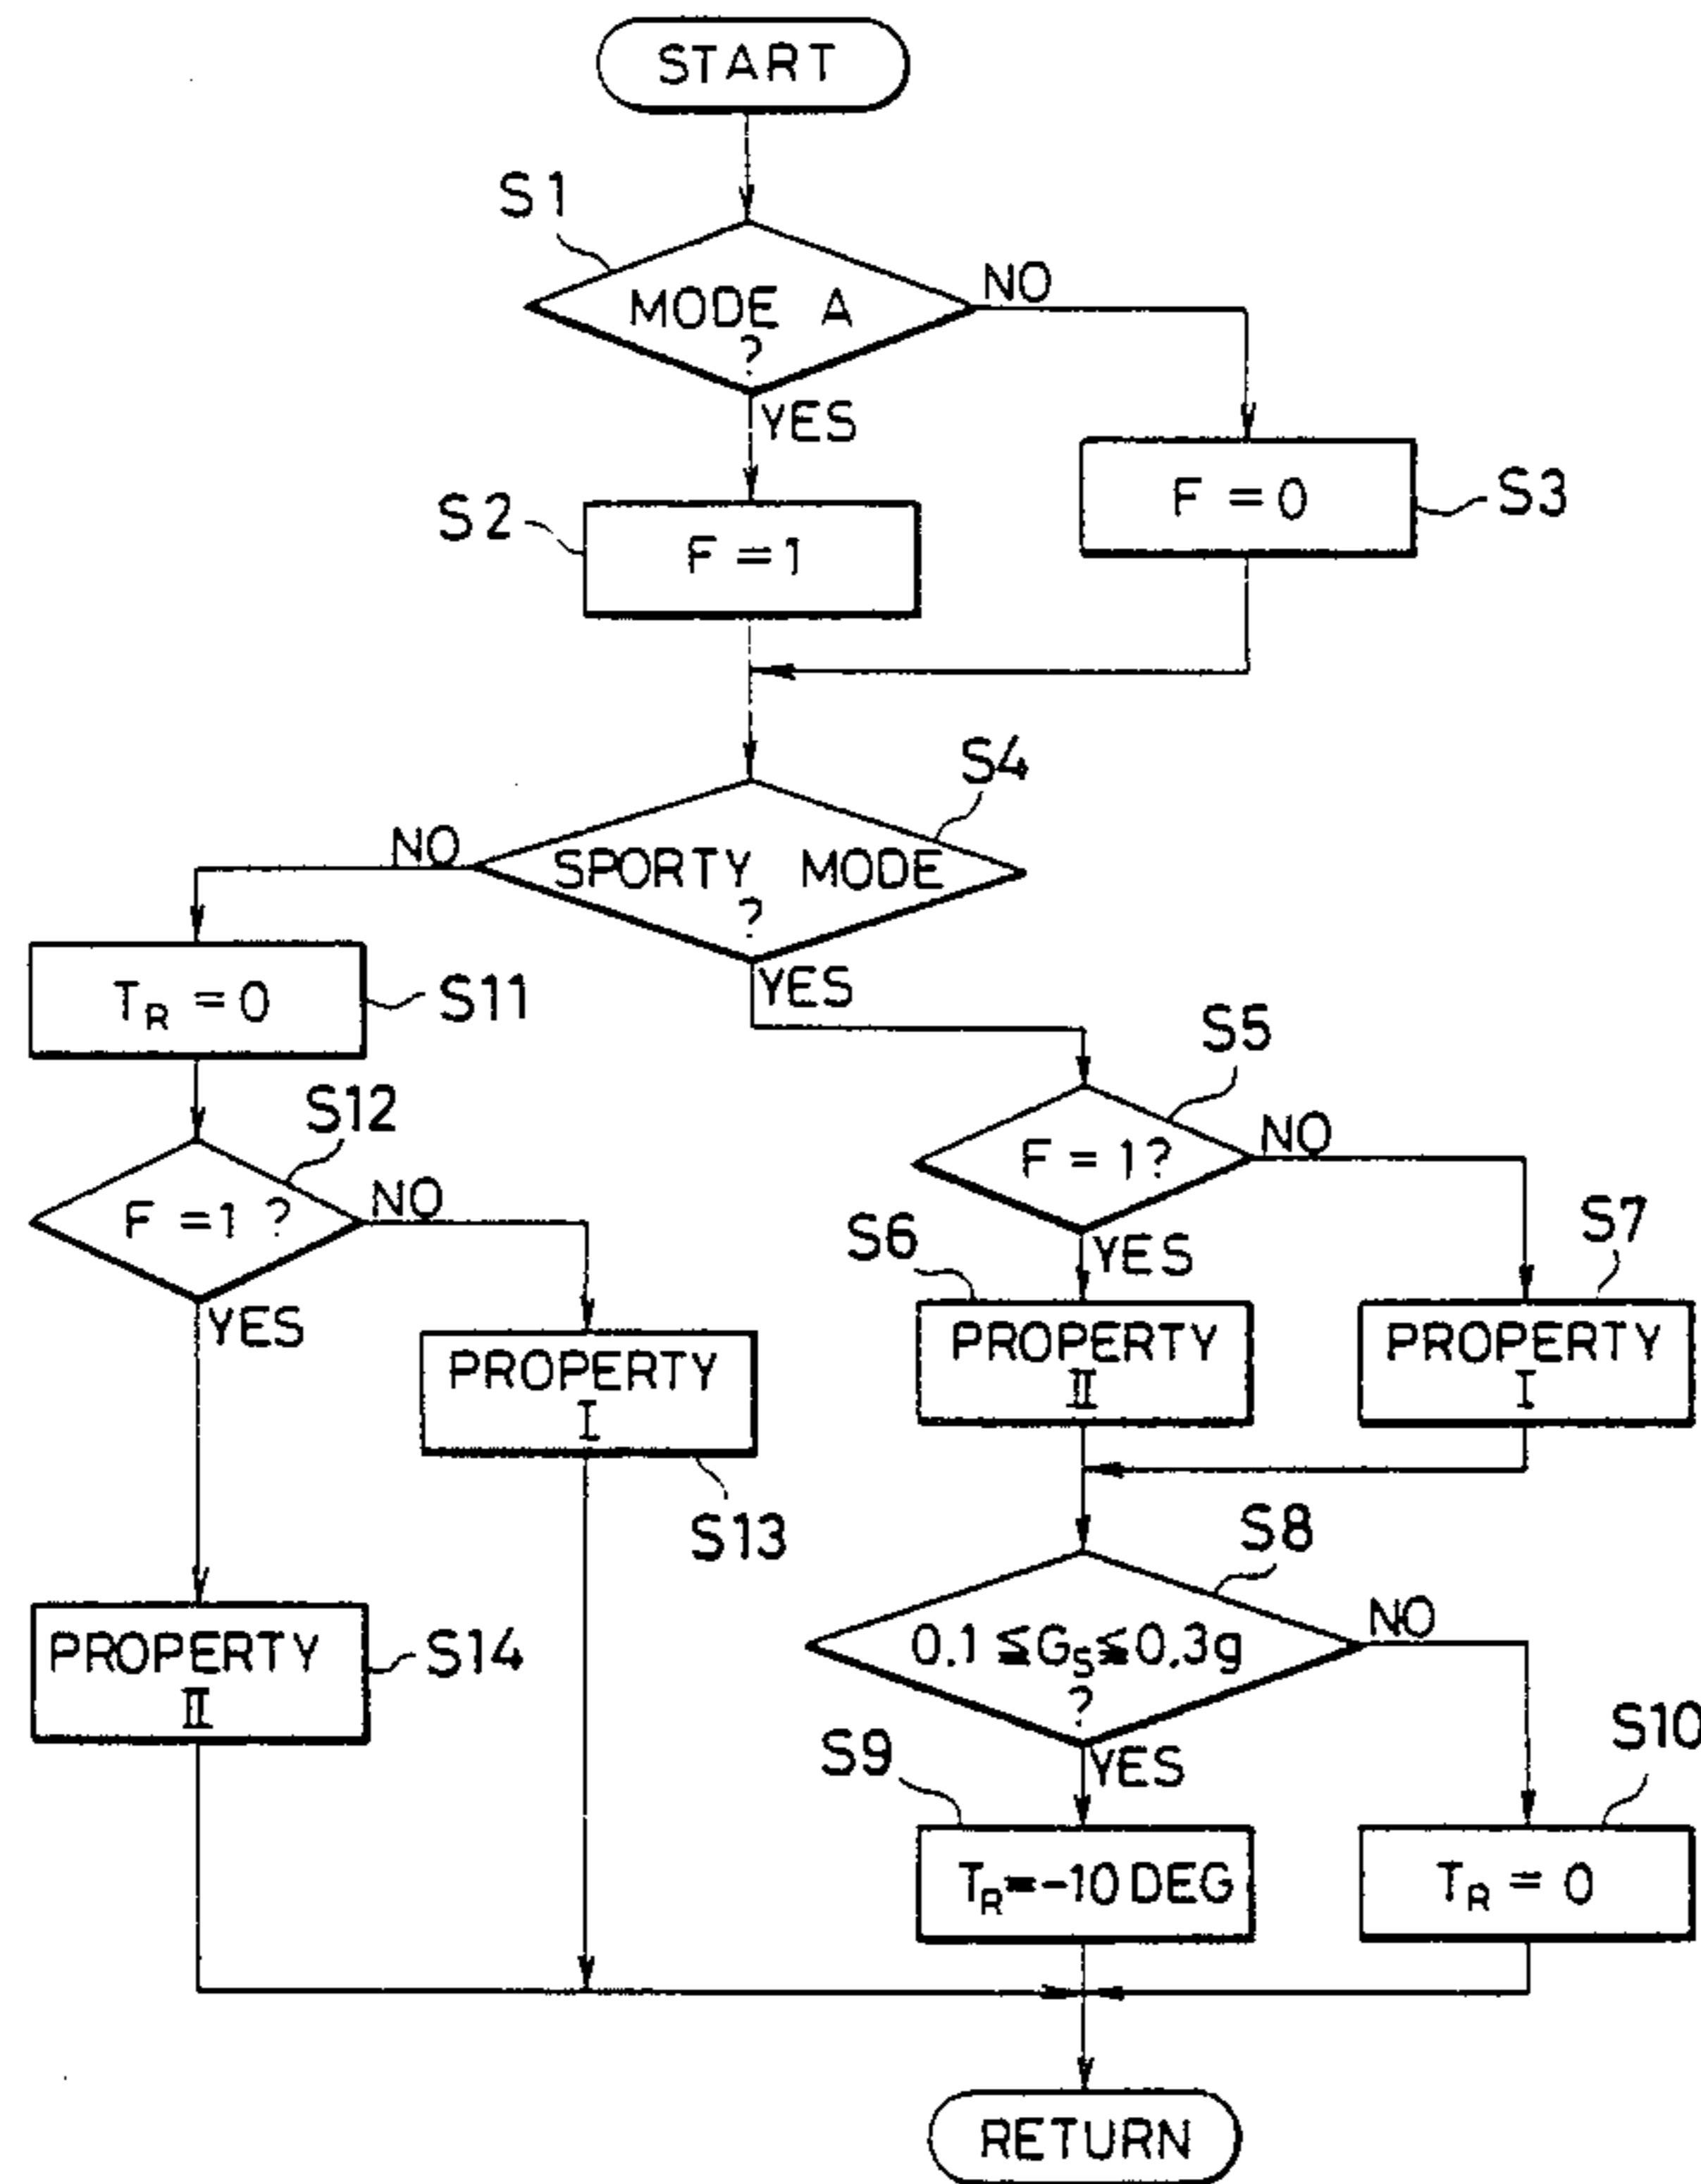 START
S1
NO
MODE A
?
YES
S2
F = 1
F = 0
S3
S4
NO
SPORTY MODE
?
YES
T_R = 0
S11
S5
S12
F = 1?
NO
F = 1 ?
NO
YES
S6
YES
S7
PROPERTY
I
PROPERTY
II
PROPERTY
I
S13
S8
PROPERTY
II
S14
0.1 ≦ G_S ≦ 0.3g
?
NO
YES
S9
S10
T_R = -10 DEG
T_R = 0
RETURN